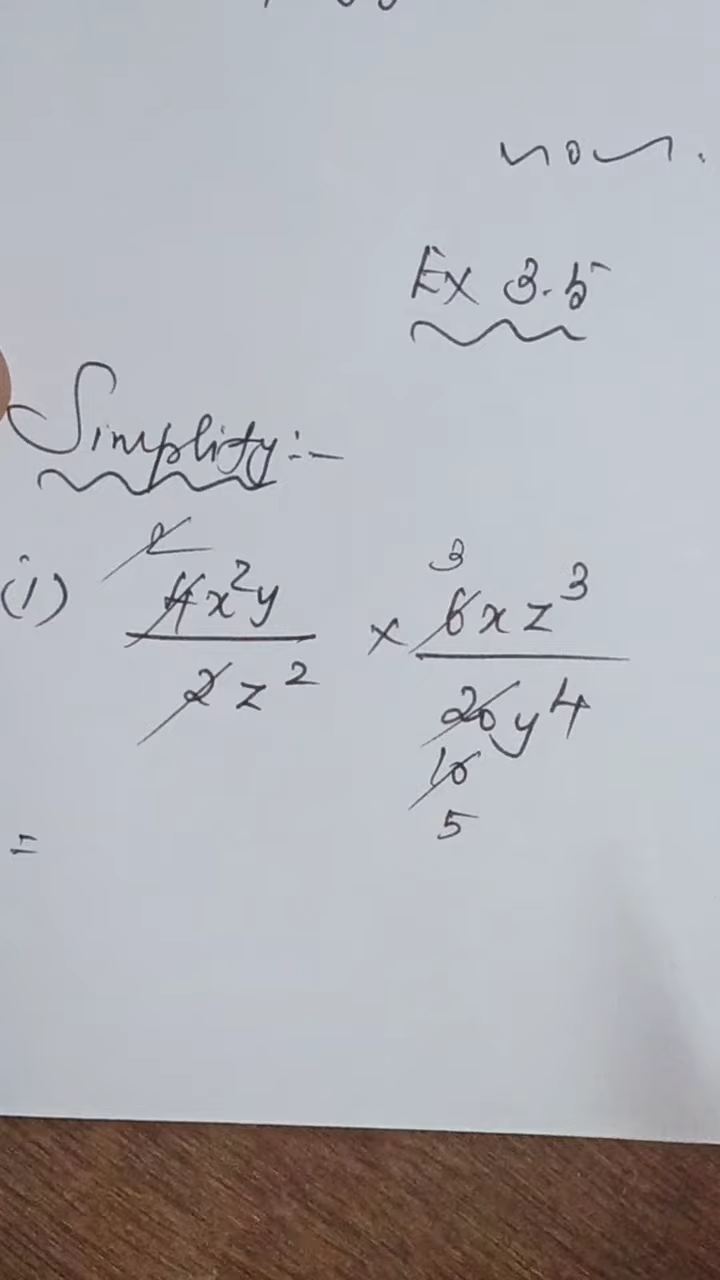 Ex 3.5
Simplify:-
(i) 2 4x²y / 2z² × 3 6xz³ / 20y⁴
10
5
=